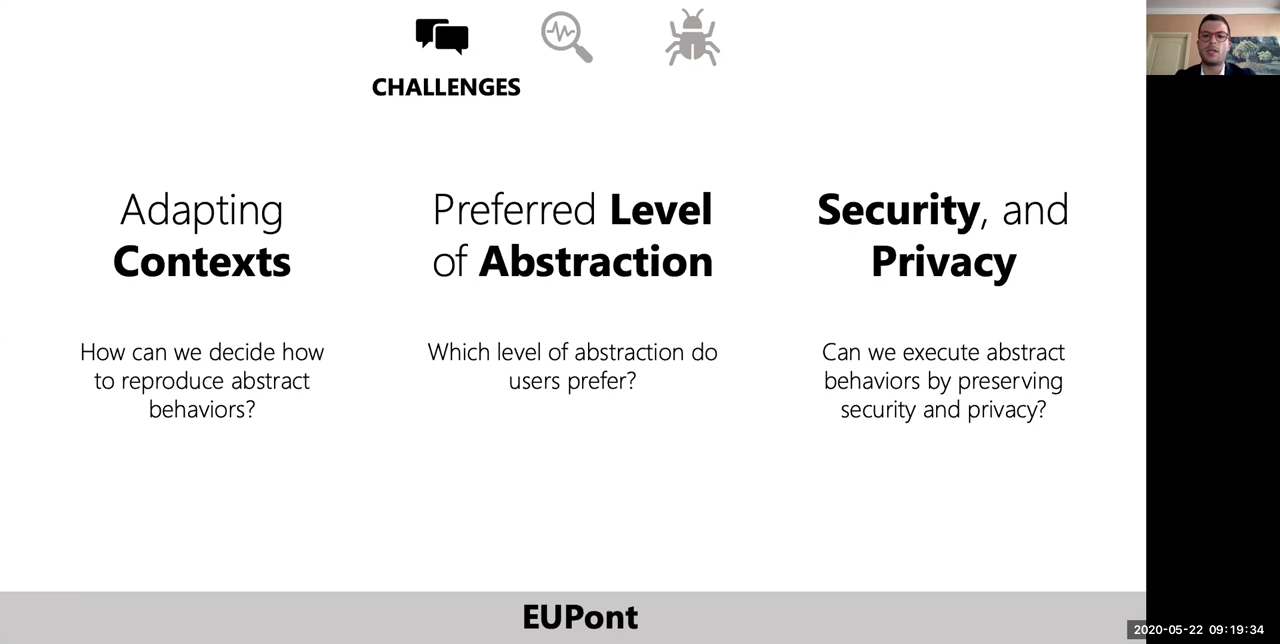 CHALLENGES
Adapting
Contexts
How can we decide how
to reproduce abstract
behaviors?
Preferred Level
of Abstraction
Which level of abstraction do
users prefer?
Security, and
Privacy
Can we execute abstract
behaviors by preserving
security and privacy?
EUPont
2020-05-22 09:19:34